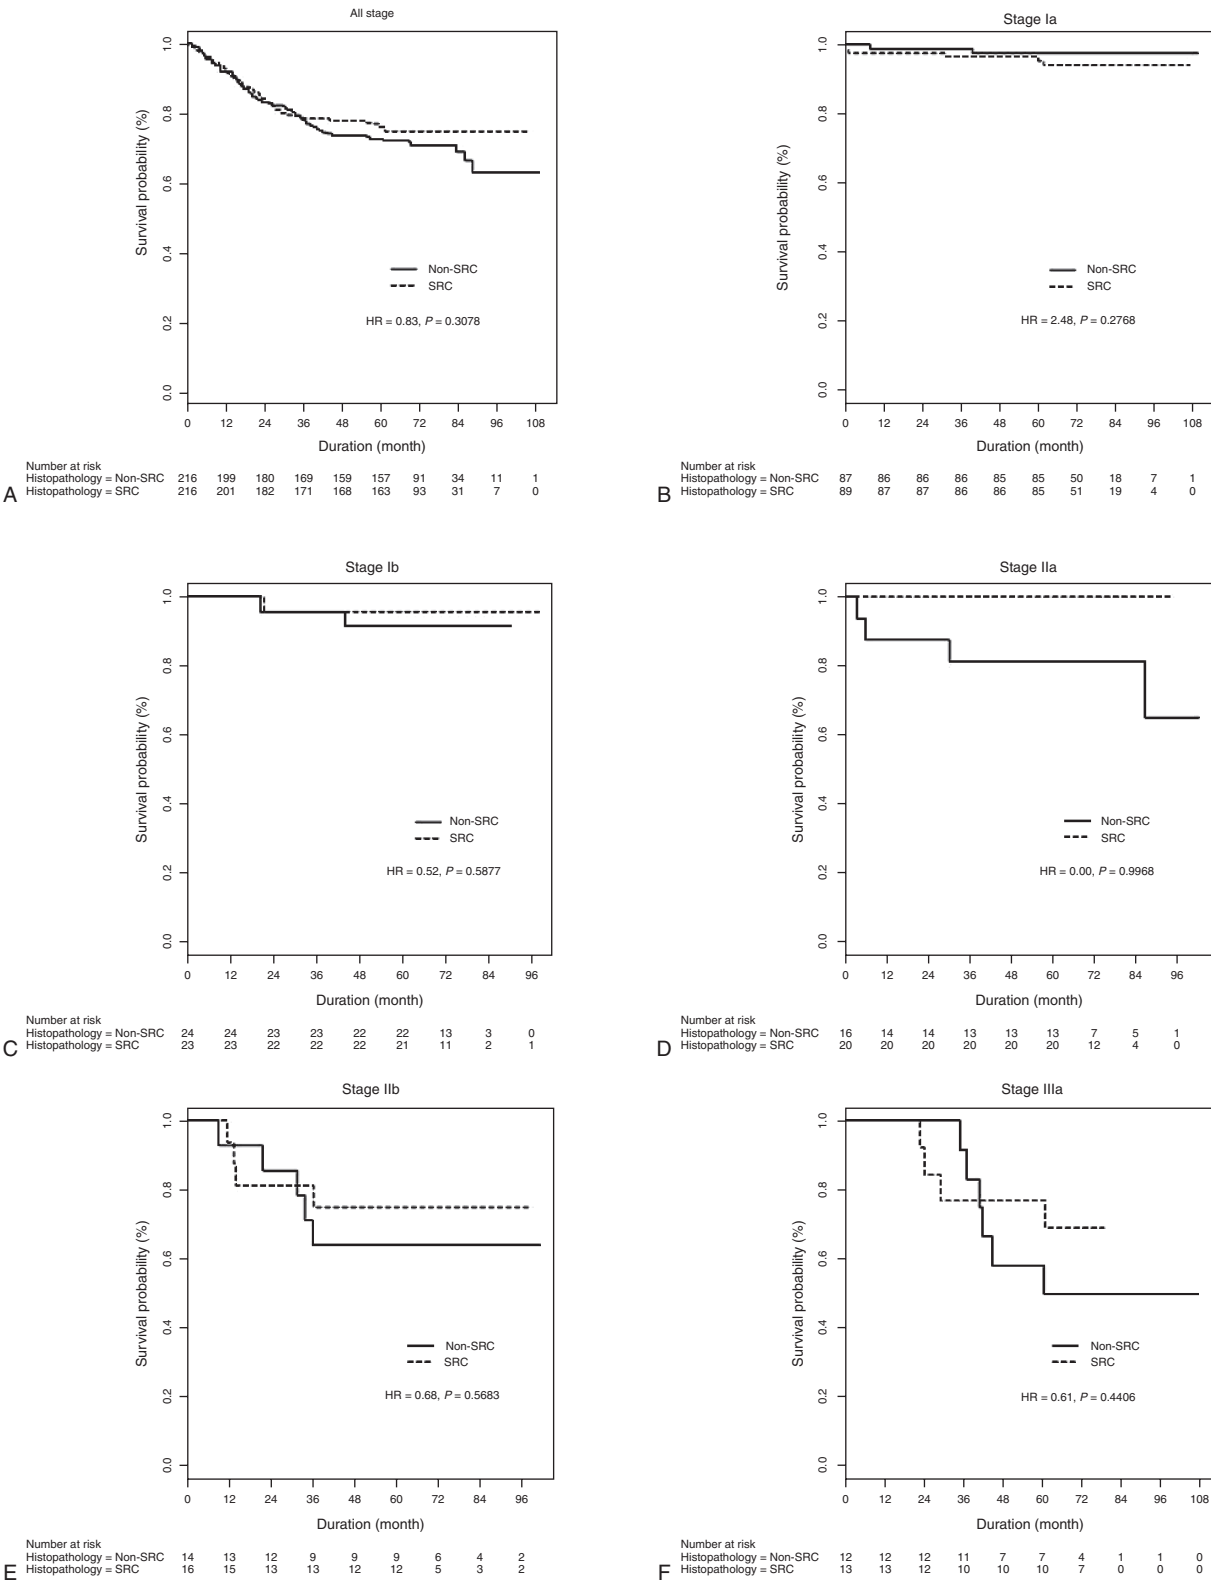 All stage
Survival probability (%)
1.0
0.8
0.6
0.4
0.2
0.0
Non-SRC
SRC
HR = 0.83, P = 0.3078
0 12 24 36 48 60 72 84 96 108
Duration (month)
Number at risk
Histopathology = Non-SRC 216 199 180 169 159 157 91 34 11 1
Histopathology = SRC 216 201 182 171 168 163 93 31 7 0
A
Stage Ia
Survival probability (%)
1.0
0.8
0.6
0.4
0.2
0.0
Non-SRC
SRC
HR = 2.48, P = 0.2768
0 12 24 36 48 60 72 84 96 108
Duration (month)
Number at risk
Histopathology = Non-SRC 87 86 86 86 85 85 50 18 7 1
Histopathology = SRC 89 87 87 86 86 85 51 19 4 0
B
Stage Ib
Survival probability (%)
1.0
0.8
0.6
0.4
0.2
0.0
Non-SRC
SRC
HR = 0.52, P = 0.5877
0 12 24 36 48 60 72 84 96
Duration (month)
Number at risk
Histopathology = Non-SRC 24 24 23 23 22 22 13 3 0
Histopathology = SRC 23 23 22 22 22 21 11 2 1
C
Stage IIa
Survival probability (%)
1.0
0.8
0.6
0.4
0.2
0.0
Non-SRC
SRC
HR = 0.00, P = 0.9968
0 12 24 36 48 60 72 84 96
Duration (month)
Number at risk
Histopathology = Non-SRC 16 14 14 13 13 13 7 5 1
Histopathology = SRC 20 20 20 20 20 20 12 4 0
D
Stage IIb
Survival probability (%)
1.0
0.8
0.6
0.4
0.2
0.0
Non-SRC
SRC
HR = 0.68, P = 0.5683
0 12 24 36 48 60 72 84 96
Duration (month)
Number at risk
Histopathology = Non-SRC 14 13 12 9 9 9 6 4 2
Histopathology = SRC 16 15 13 13 12 12 5 3 2
E
Stage IIIa
Survival probability (%)
1.0
0.8
0.6
0.4
0.2
0.0
Non-SRC
SRC
HR = 0.61, P = 0.4406
0 12 24 36 48 60 72 84 96 108
Duration (month)
Number at risk
Histopathology = Non-SRC 12 12 12 11 7 7 4 1 1 0
Histopathology = SRC 13 13 12 10 10 10 7 0 0 0
F